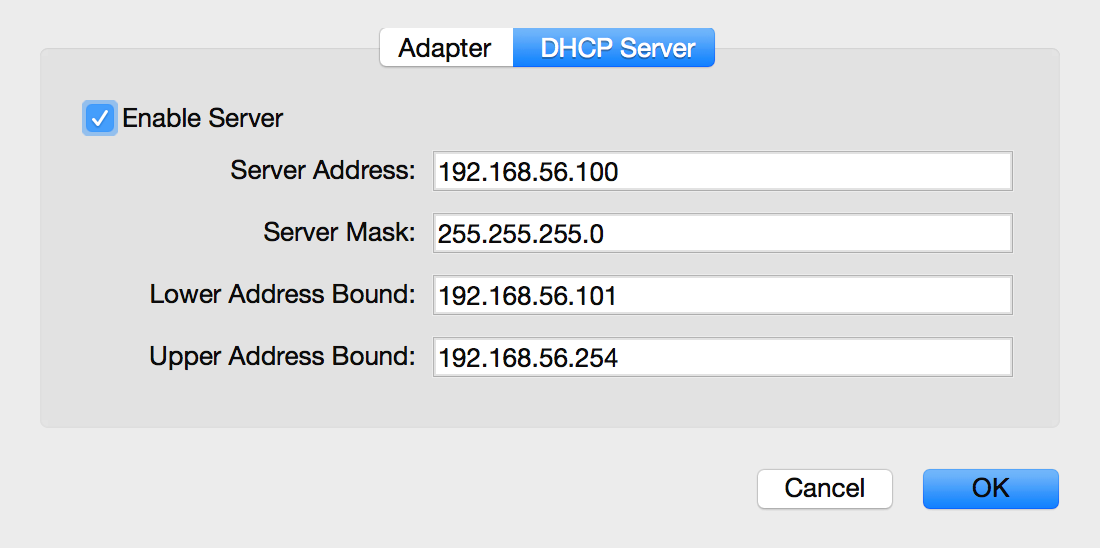 Adapter DHCP Server
Enable Server
Server Address: 192.168.56.100
Server Mask: 255.255.255.0
Lower Address Bound: 192.168.56.101
Upper Address Bound: 192.168.56.254
Cancel OK